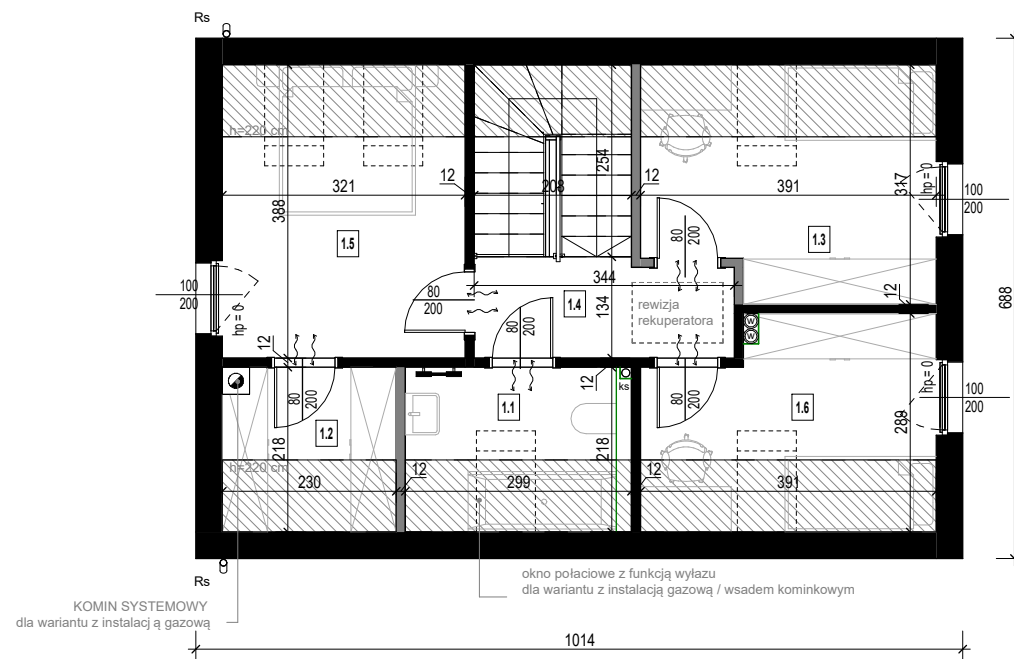 Rs
h=220 cm
321
12
208
254
12
391
317
hp = 0
100
200
388
1.5
1.3
80
200
344
100
200
hp = 0
80
200
1.4
134
rewizja
rekuperatora
12
688
12
80
200
12
ks
W
W
80
200
1.2
1.1
80
200
1.6
289
hp = 0
100
200
218
h=220 cm
218
12
12
230
299
391
Rs
KOMIN SYSTEMOWY
dla wariantu z instalacj ą gazową
okno połaciowe z funkcją wyłazu
dla wariantu z instalacją gazową / wsadem kominkowym
1014